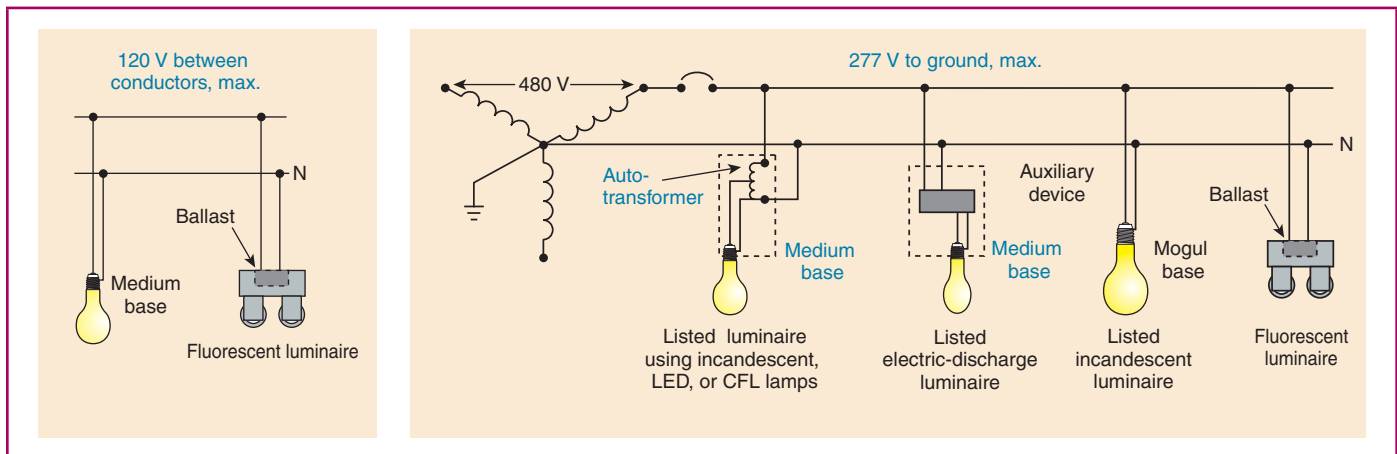 120 V between
conductors, max.
N
Ballast
Medium
base
Fluorescent luminaire
480 V
277 V to ground, max.
N
Auto-
transformer
Medium
base
Listed luminaire
using incandescent,
LED, or CFL lamps
Auxiliary
device
Medium
base
Listed
electric-discharge
luminaire
Mogul
base
Listed
incandescent
luminaire
Ballast
Fluorescent
luminaire